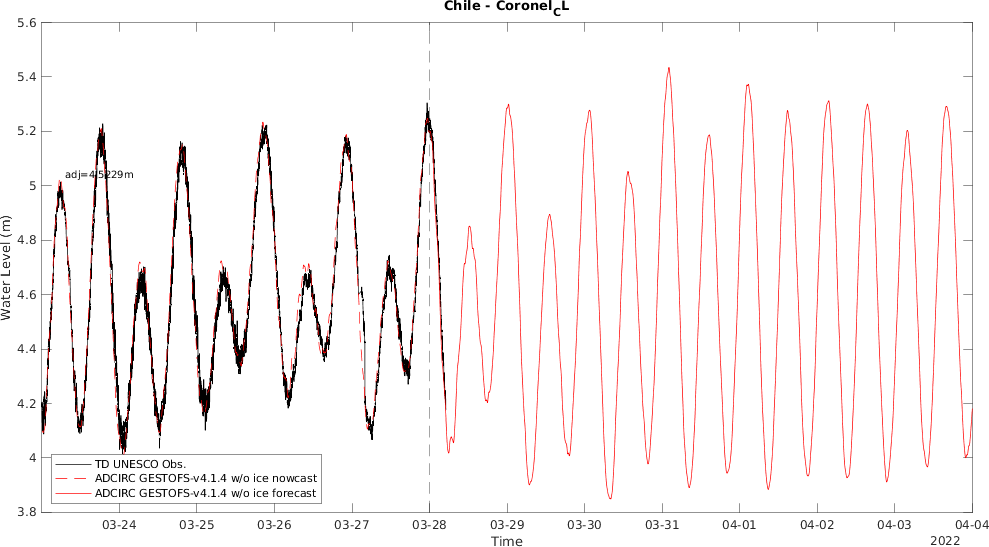 Chile - Coronel_CL
Water Level (m)
5.6
5.4
5.2
5
4.8
4.6
4.4
4.2
4
3.8
adj=4.5229m
TD UNESCO Obs.
ADCIRC GESTOFS-v4.1.4 w/o ice nowcast
ADCIRC GESTOFS-v4.1.4 w/o ice forecast
03-24 03-25 03-26 03-27 03-28 03-29 03-30 03-31 04-01 04-02 04-03 04-04
Time
2022